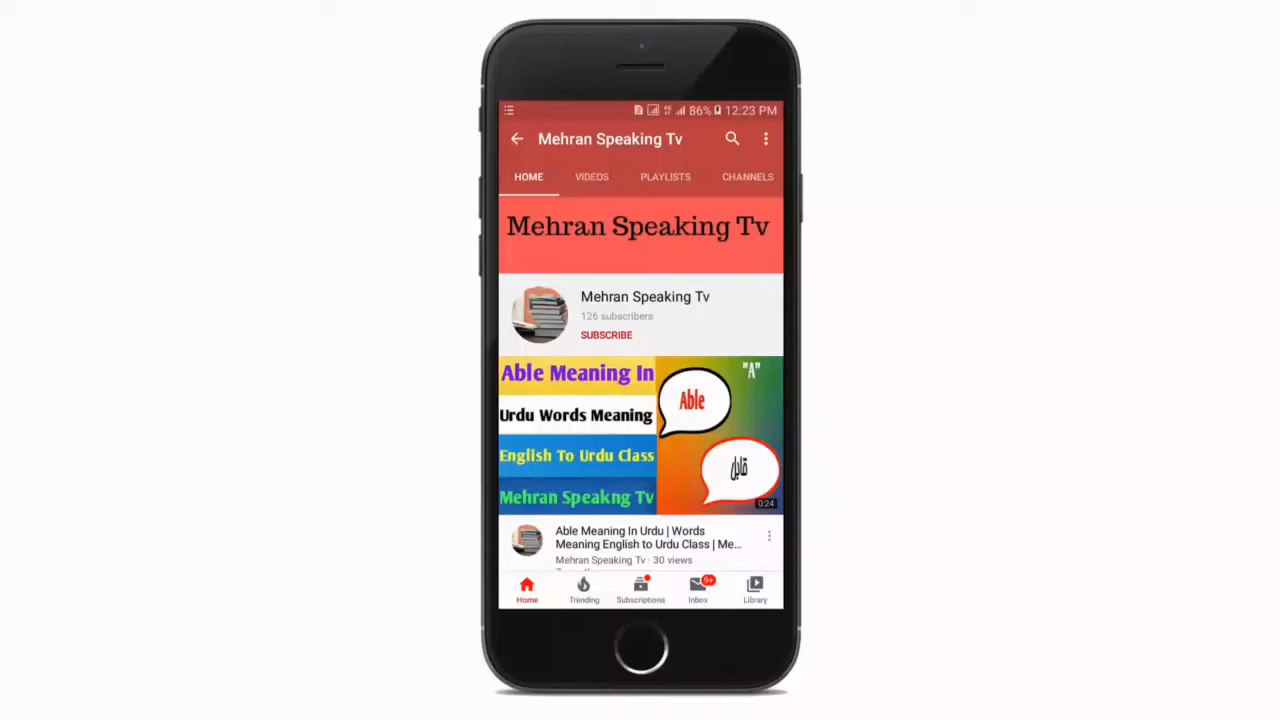 86% 12:23 PM
Mehran Speaking Tv
HOME VIDEOS PLAYLISTS CHANNELS
Mehran Speaking Tv
Mehran Speaking Tv
126 subscribers
SUBSCRIBE
Able Meaning In
Urdu Words Meaning
English To Urdu Class
Mehran Speakng Tv
"A"
Able
قابل
0:24
Able Meaning In Urdu | Words
Meaning English to Urdu Class | Me...
Mehran Speaking Tv · 30 views
9+
Home Trending Subscriptions Inbox Library